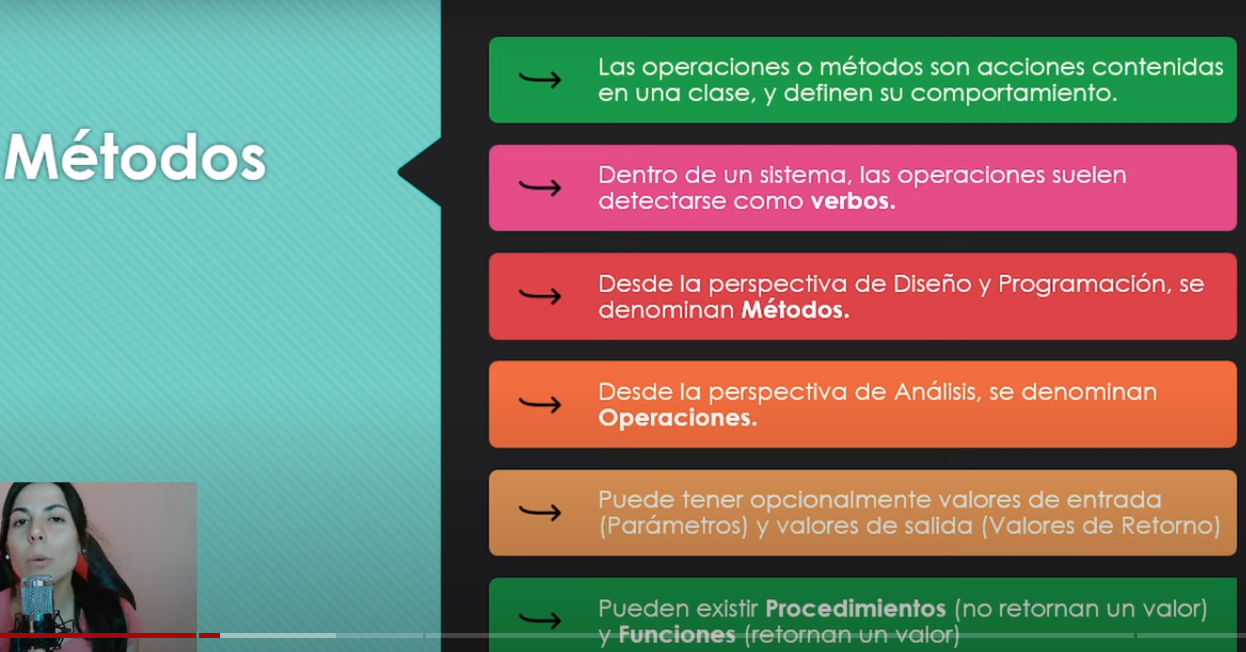 Métodos
Las operaciones o métodos son acciones contenidas
en una clase, y definen su comportamiento.
Dentro de un sistema, las operaciones suelen
detectarse como verbos.
Desde la perspectiva de Diseño y Programación, se
denominan Métodos.
Desde la perspectiva de Análisis, se denominan
Operaciones.
Puede tener opcionalmente valores de entrada
(Parámetros) y valores de salida (Valores de Retorno)
Pueden existir Procedimientos (no retornan un valor)
y Funciones (retornan un valor)